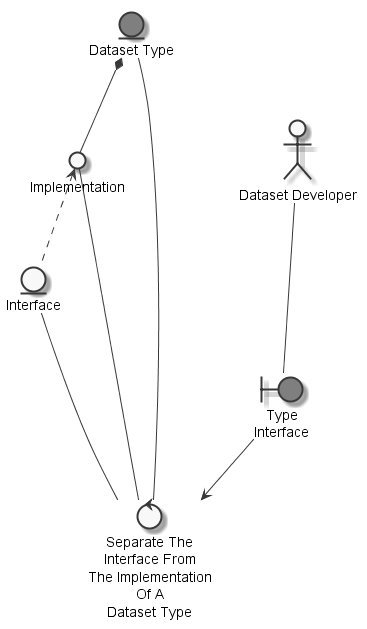 Dataset Type
Implementation
Dataset Developer
Interface
Type
Interface
Separate The
Interface From
The Implementation
Of A
Dataset Type